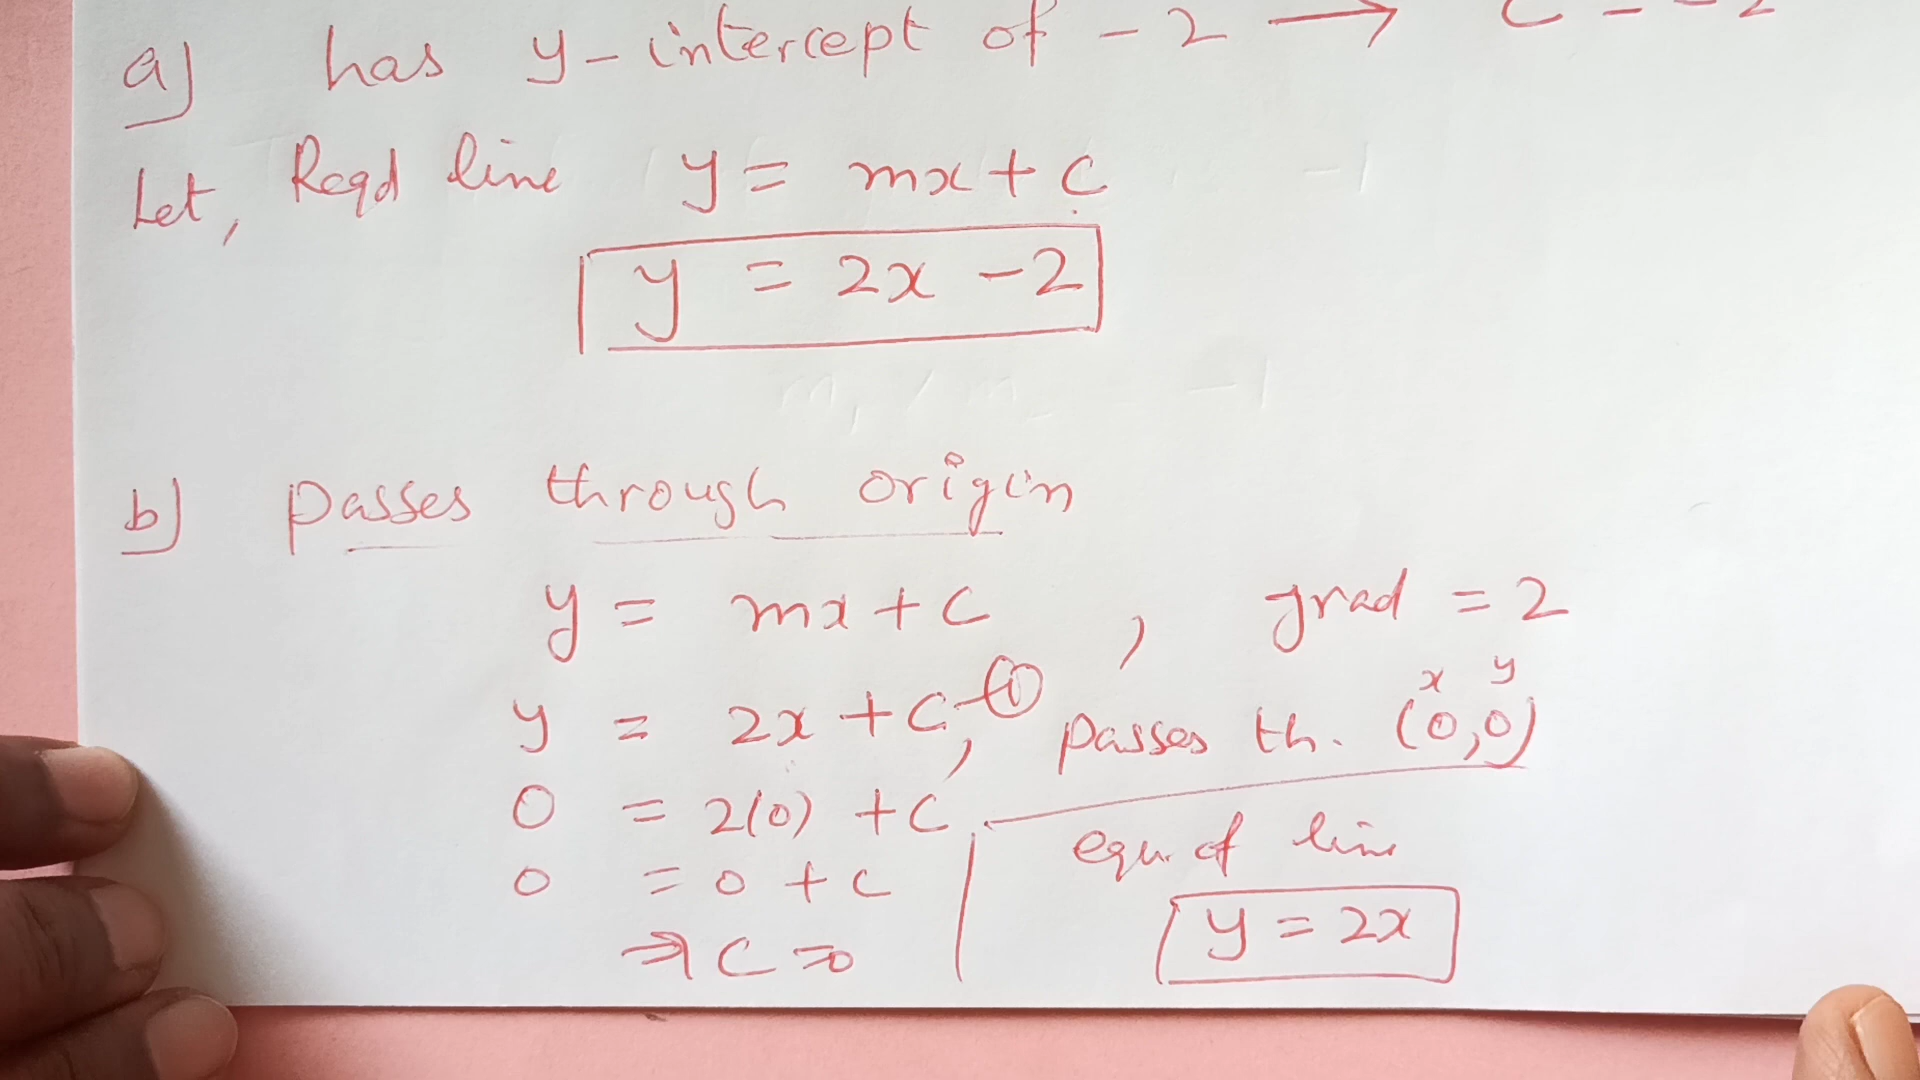 a) has y-intercept of -2 → C = -2
Let, Reqd line y = mx + c
y = 2x - 2
b) passes through origin
y = mx + c , grad = 2
y = 2x + c, - ① passes th. (0,0)
x y
0 = 2(0) + c
0 = 0 + c
⇒ C = 0
equ. of line
y = 2x